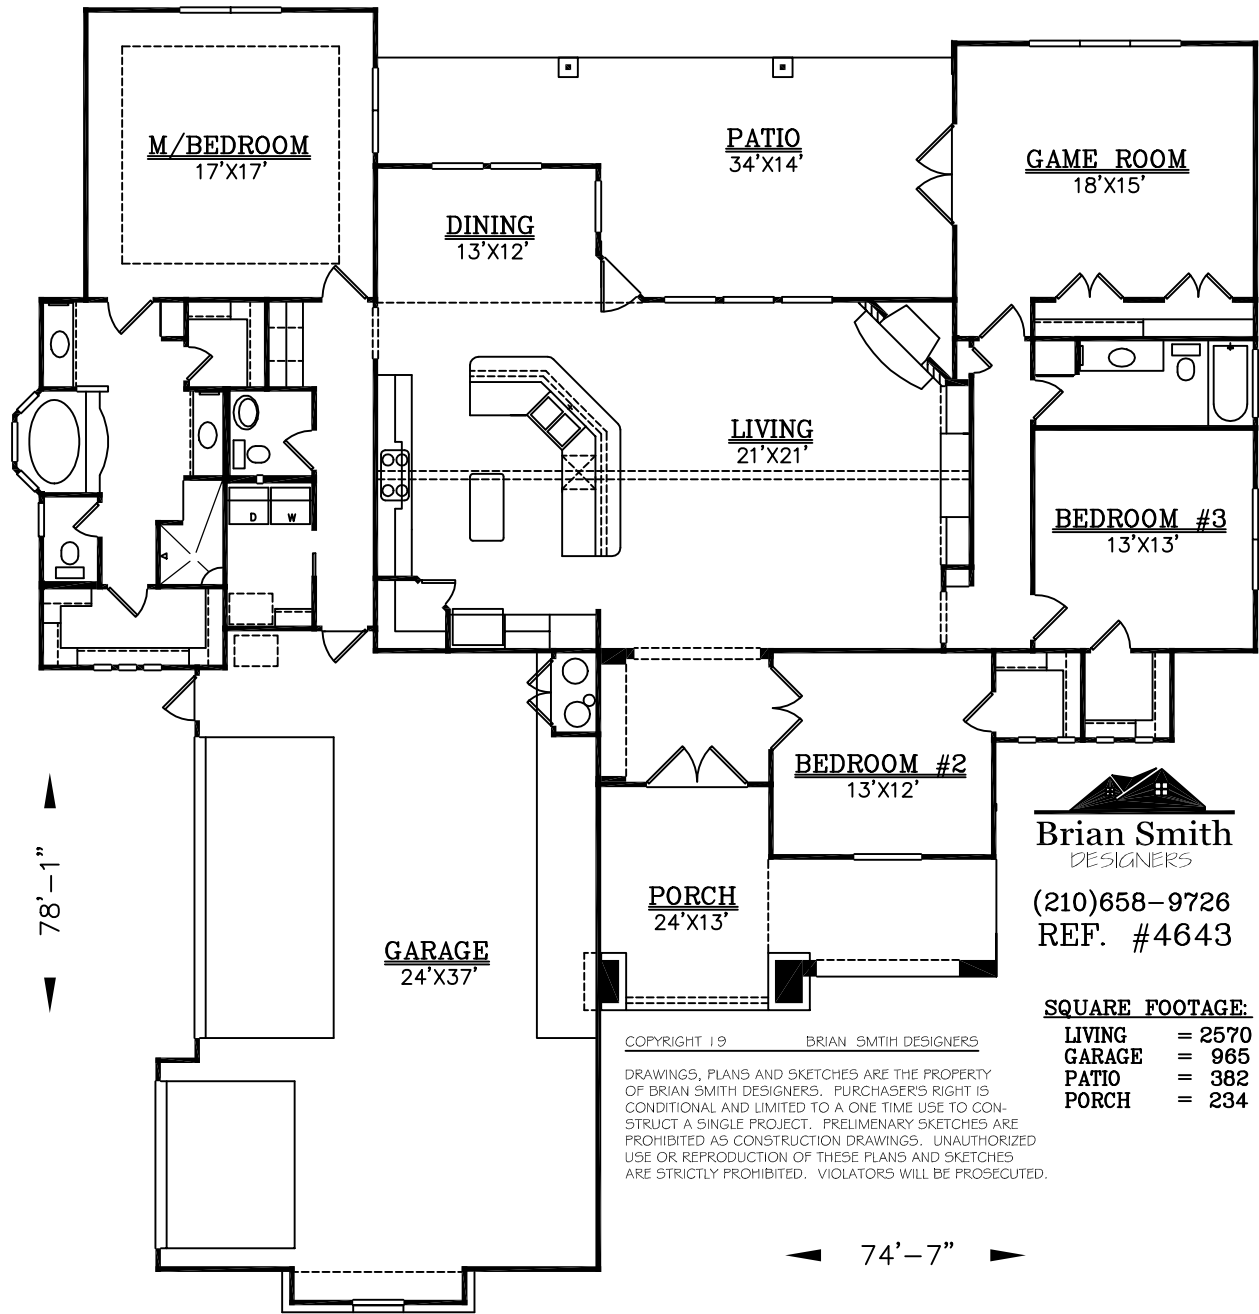 M/BEDROOM
17'X17'
PATIO
34'X14'
GAME ROOM
18'X15'
DINING
13'X12'
LIVING
21'X21'
D W
BEDROOM #3
13'X13'
BEDROOM #2
13'X12'
PORCH
24'X13'
GARAGE
24'X37'
78'-1"
Brian Smith
DESIGNERS
(210)658-9726
REF. #4643
SQUARE FOOTAGE:
LIVING = 2570
GARAGE = 965
PATIO = 382
PORCH = 234
COPYRIGHT 19 BRIAN SMTIH DESIGNERS
DRAWINGS, PLANS AND SKETCHES ARE THE PROPERTY
OF BRIAN SMITH DESIGNERS. PURCHASER'S RIGHT IS
CONDITIONAL AND LIMITED TO A ONE TIME USE TO CON-
STRUCT A SINGLE PROJECT. PRELIMENARY SKETCHES ARE
PROHIBITED AS CONSTRUCTION DRAWINGS. UNAUTHORIZED
USE OR REPRODUCTION OF THESE PLANS AND SKETCHES
ARE STRICTLY PROHIBITED. VIOLATORS WILL BE PROSECUTED.
74'-7"